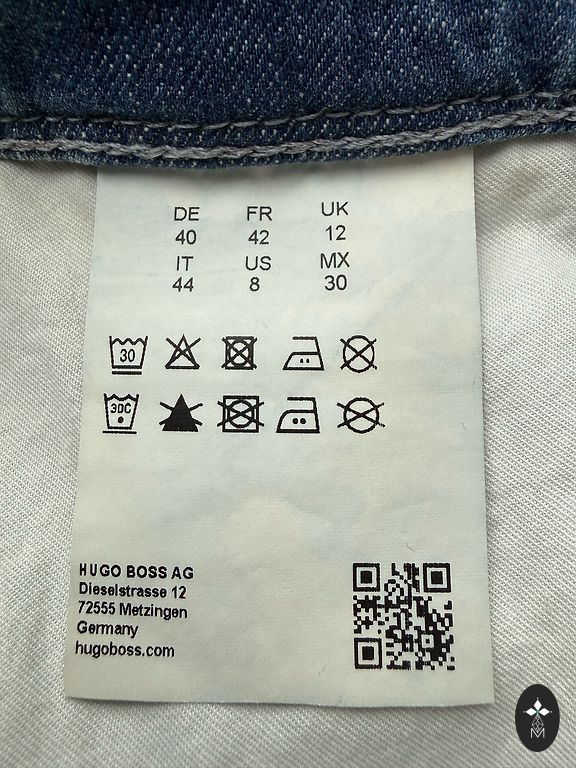 DE FR UK
40 42 12
IT US MX
44 8 30
30
3DC
HUGO BOSS AG
Dieselstrasse 12
72555 Metzingen
Germany
hugoboss.com
M